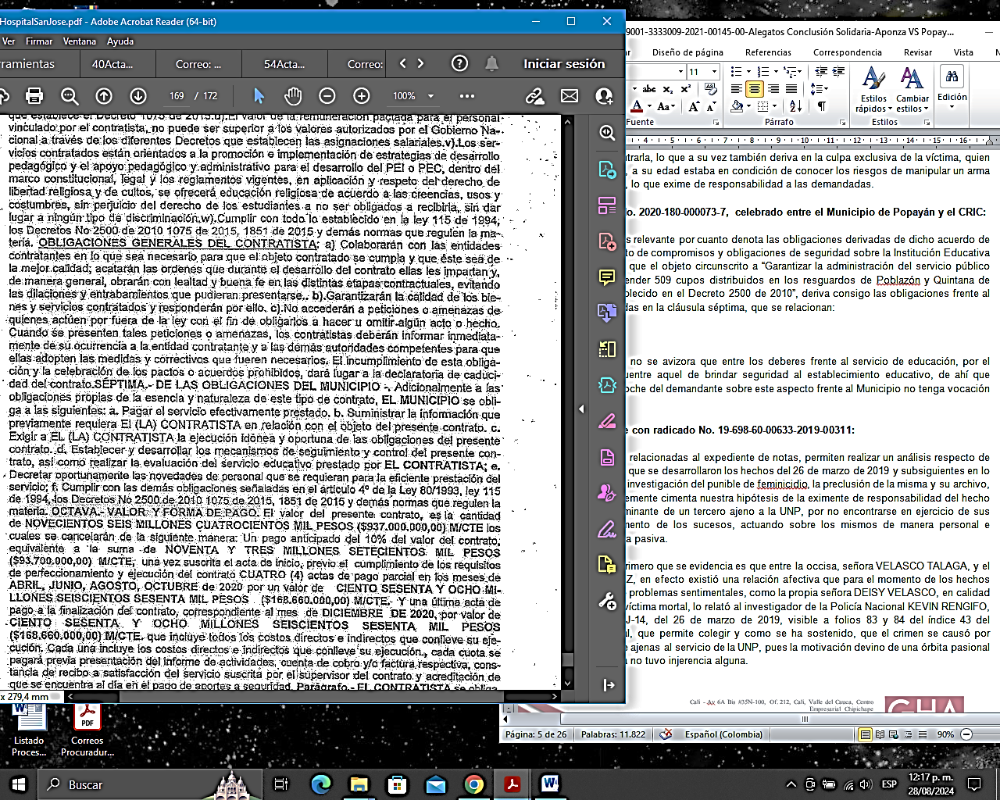 HospitalSanJose.pdf - Adobe Acrobat Reader (64-bit)
Ver Firmar Ventana Ayuda
rramientas 40Acta... Correo: ... 54Acta... Correo: Iniciar sesión
169 / 172 100%
que establece el Decreto 1075 de 2015.u).El valor de la remuneración pactada para el personal
vinculado por el contratista, no puede ser superior a los valores autorizados por el Gobierno Na-
cional a través de los diferentes Decretos que establecen las asignaciones salariales.v).Los ser-
vicios contratados están orientados a la promoción e implementación de estrategias de desarrollo
pedagógico y el apoyo pedagógico y administrativo para el desarrollo del PEI o PEC, dentro del
marco constitucional, legal y los reglamentos vigentes, en aplicación y respeto del derecho de
libertad religiosa y de cultos, se ofrecerá educación religiosa de acuerdo a las creencias, usos y
costumbres, sin perjuicio del derecho de los estudiantes a no ser obligados a recibirla, sin dar
lugar a ningún tipo de discriminación.w).Cumplir con todo lo establecido en la ley 115 de 1994,
los Decretos No 2500 de 2010 1075 de 2015, 1851 de 2015 y demás normas que regulen la ma-
teria. OBLIGACIONES GENERALES DEL CONTRATISTA: a) Colaborarán con las entidades
contratantes en lo que sea necesario para que el objeto contratado se cumpla y que éste sea de
la mejor calidad; acatarán las órdenes que durante el desarrollo del contrato ellas les impartan y,
de manera general, obrarán con lealtad y buena fe en las distintas etapas contractuales, evitando
las dilaciones y entrabamientos que pudieran presentarse.. b).Garantizarán la calidad de los bie-
nes y servicios contratados y responderán por ello. c).No accederán a peticiones o amenazas de
quienes actúen por fuera de la ley con el fin de obligarlos a hacer u omitir algún acto o hecho.
Cuando se presenten tales peticiones o amenazas, los contratistas deberán informar inmediata-
mente de su ocurrencia a la entidad contratante y a las demás autoridades competentes para que
ellas adopten las medidas y correctivos que fueren necesarios. El incumplimiento de esta obliga-
ción y la celebración de los pactos o acuerdos prohibidos, dará lugar a la declaratoria de caduci-
dad del contrato.SÉPTIMA.- DE LAS OBLIGACIONES DEL MUNICIPIO -. Adicionalmente a las
obligaciones propias de la esencia y naturaleza de este tipo de contrato, EL MUNICIPIO se obli-
ga a las siguientes: a. Pagar el servicio efectivamente prestado. b. Suministrar la información que
previamente requiera El (LA) CONTRATISTA en relación con el objeto del presente contrato. c.
Exigir a EL (LA) CONTRATISTA la ejecución idónea y oportuna de las obligaciones del presente
contrato. d. Establecer y desarrollar los mecanismos de seguimiento y control del presente con-
trato, así como realizar la evaluación del servicio educativo prestado por EL CONTRATISTA; e.
Decretar oportunamente las novedades de personal que se requieran para la eficiente prestación del
servicio; f. Cumplir con las demás obligaciones señaladas en el artículo 4º de la Ley 80/1993, ley 115
de 1994, los Decretos No 2500 de 2010 1075 de 2015, 1851 de 2015 y demás normas que regulen la
materia. OCTAVA.- VALOR Y FORMA DE PAGO. El valor del presente contrato, es la cantidad
de NOVECIENTOS SEIS MILLONES CUATROCIENTOS MIL PESOS ($937.000.000,00) M/CTE los
cuales se cancelarán de la siguiente manera: Un pago anticipado del 10% del valor del contrato,
equivalente a la suma de NOVENTA Y TRES MILLONES SETECIENTOS MIL PESOS
($93.700.000,00) M/CTE, una vez suscrita el acta de inicio, previo el cumplimiento de los requisitos
de perfeccionamiento y ejecución del contrato CUATRO (4) actas de pago parcial en los meses de
ABRIL, JUNIO, AGOSTO, OCTUBRE de 2020 por un valor de CIENTO SESENTA Y OCHO MI-
LLONES SEISCIENTOS SESENTA MIL PESOS ($168.660.000,00) M/CTE.- Y una última acta de
pago a la finalización del contrato, correspondiente al mes de DICIEMBRE DE 2020, por valor de
CIENTO SESENTA Y OCHO MILLONES SEISCIENTOS SESENTA MIL PESOS
($168.660.000,00) M/CTE. que incluye todos los costos directos e indirectos que conlleve su eje-
cución. Cada una incluye los costos directos e indirectos que conlleve su ejecución., cada cuota se
pagará previa presentación del informe de actividades, cuenta de cobro y/o factura respectiva, cons-
tancia de recibo a satisfacción del servicio suscrita por el supervisor del contrato y acreditación de
que se encuentra al día en el pago de aportes a seguridad. Parágrafo.- EL CONTRATISTA se obliga
x 279,4 mm
9001-3333009-2021-00145-00-Alegatos Conclusión Solidaria-Aponza VS Popay...
ar Diseño de página Referencias Correspondencia Revisar Vista N
11
abc x₂ x²
A Aa A A
Estilos rápidos Cambiar estilos Edición
Fuente Párrafo Estilos
4 5 6 7 8 9 10 11 12 13 14 15 16
ntrarla, lo que a su vez también deriva en la culpa exclusiva de la víctima, quien
, a su edad estaba en condición de conocer los riesgos de manipular un arma
, lo que exime de responsabilidad a las demandadas.
o. 2020-180-000073-7, celebrado entre el Municipio de Popayán y el CRIC:
s relevante por cuanto denota las obligaciones derivadas de dicho acuerdo de
to de compromisos y obligaciones de seguridad sobre la Institución Educativa
que el objeto circunscrito a “Garantizar la administración del servicio público
ender 509 cupos distribuidos en los resguardos de Poblazón y Quintana de
blecido en el Decreto 2500 de 2010”, deriva consigo las obligaciones frente al
das en la cláusula séptima, que se relacionan:
no se avizora que entre los deberes frente al servicio de educación, por el
uentre aquel de brindar seguridad al establecimiento educativo, de ahí que
oche del demandante sobre este aspecto frente al Municipio no tenga vocación
e con radicado No. 19-698-60-00633-2019-00311:
relacionadas al expediente de notas, permiten realizar un análisis respecto de
que se desarrollaron los hechos del 26 de marzo de 2019 y subsiguientes en lo
investigación del punible de feminicidio, la preclusión de la misma y su archivo,
emente cimenta nuestra hipótesis de la eximente de responsabilidad del hecho
minante de un tercero ajeno a la UNP, por no encontrarse en ejercicio de sus
mento de los sucesos, actuando sobre los mismos de manera personal e
a pasiva.
rimero que se evidencia es que entre la occisa, señora VELASCO TALAGA, y el
Z, en efecto existió una relación afectiva que para el momento de los hechos
problemas sentimentales, como la propia señora DEISY VELASCO, en calidad
víctima mortal, lo relató al investigador de la Policía Nacional KEVIN RENGIFO,
J-14, del 26 de marzo de 2019, visible a folios 83 y 84 del índice 43 del
I, que permite colegir y como se ha sostenido, que el crimen se causó por
ajenas al servicio de la UNP, pues la motivación devino de una órbita pasional
a no tuvo injerencia alguna.
Cali - Av 6A Bis #35N-100, Of. 212, Cali, Valle del Cauca, Centro
Empresarial Chipichape
GHA
Página: 5 de 26 Palabras: 11.822 Español (Colombia) 90%
Listado Proces...
PDF
Correos Procuradur...
Buscar
ESP
12:17 p. m.
28/08/2024